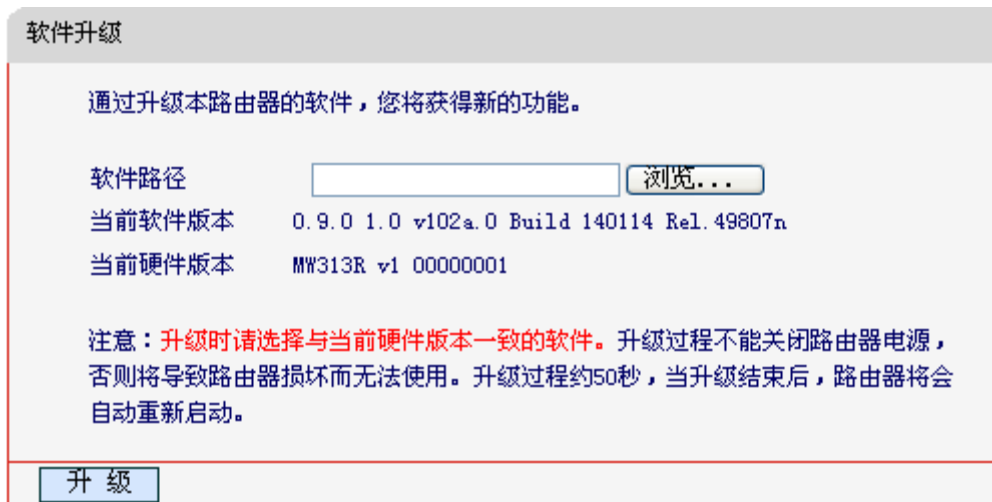 软件升级
通过升级本路由器的软件，您将获得新的功能。
软件路径 浏览...
当前软件版本 0.9.0 1.0 v102a.0 Build 140114 Rel.49807n
当前硬件版本 MW313R v1 00000001
注意：升级时请选择与当前硬件版本一致的软件。升级过程不能关闭路由器电源，
否则将导致路由器损坏而无法使用。升级过程约50秒，当升级结束后，路由器将会
自动重新启动。
升 级